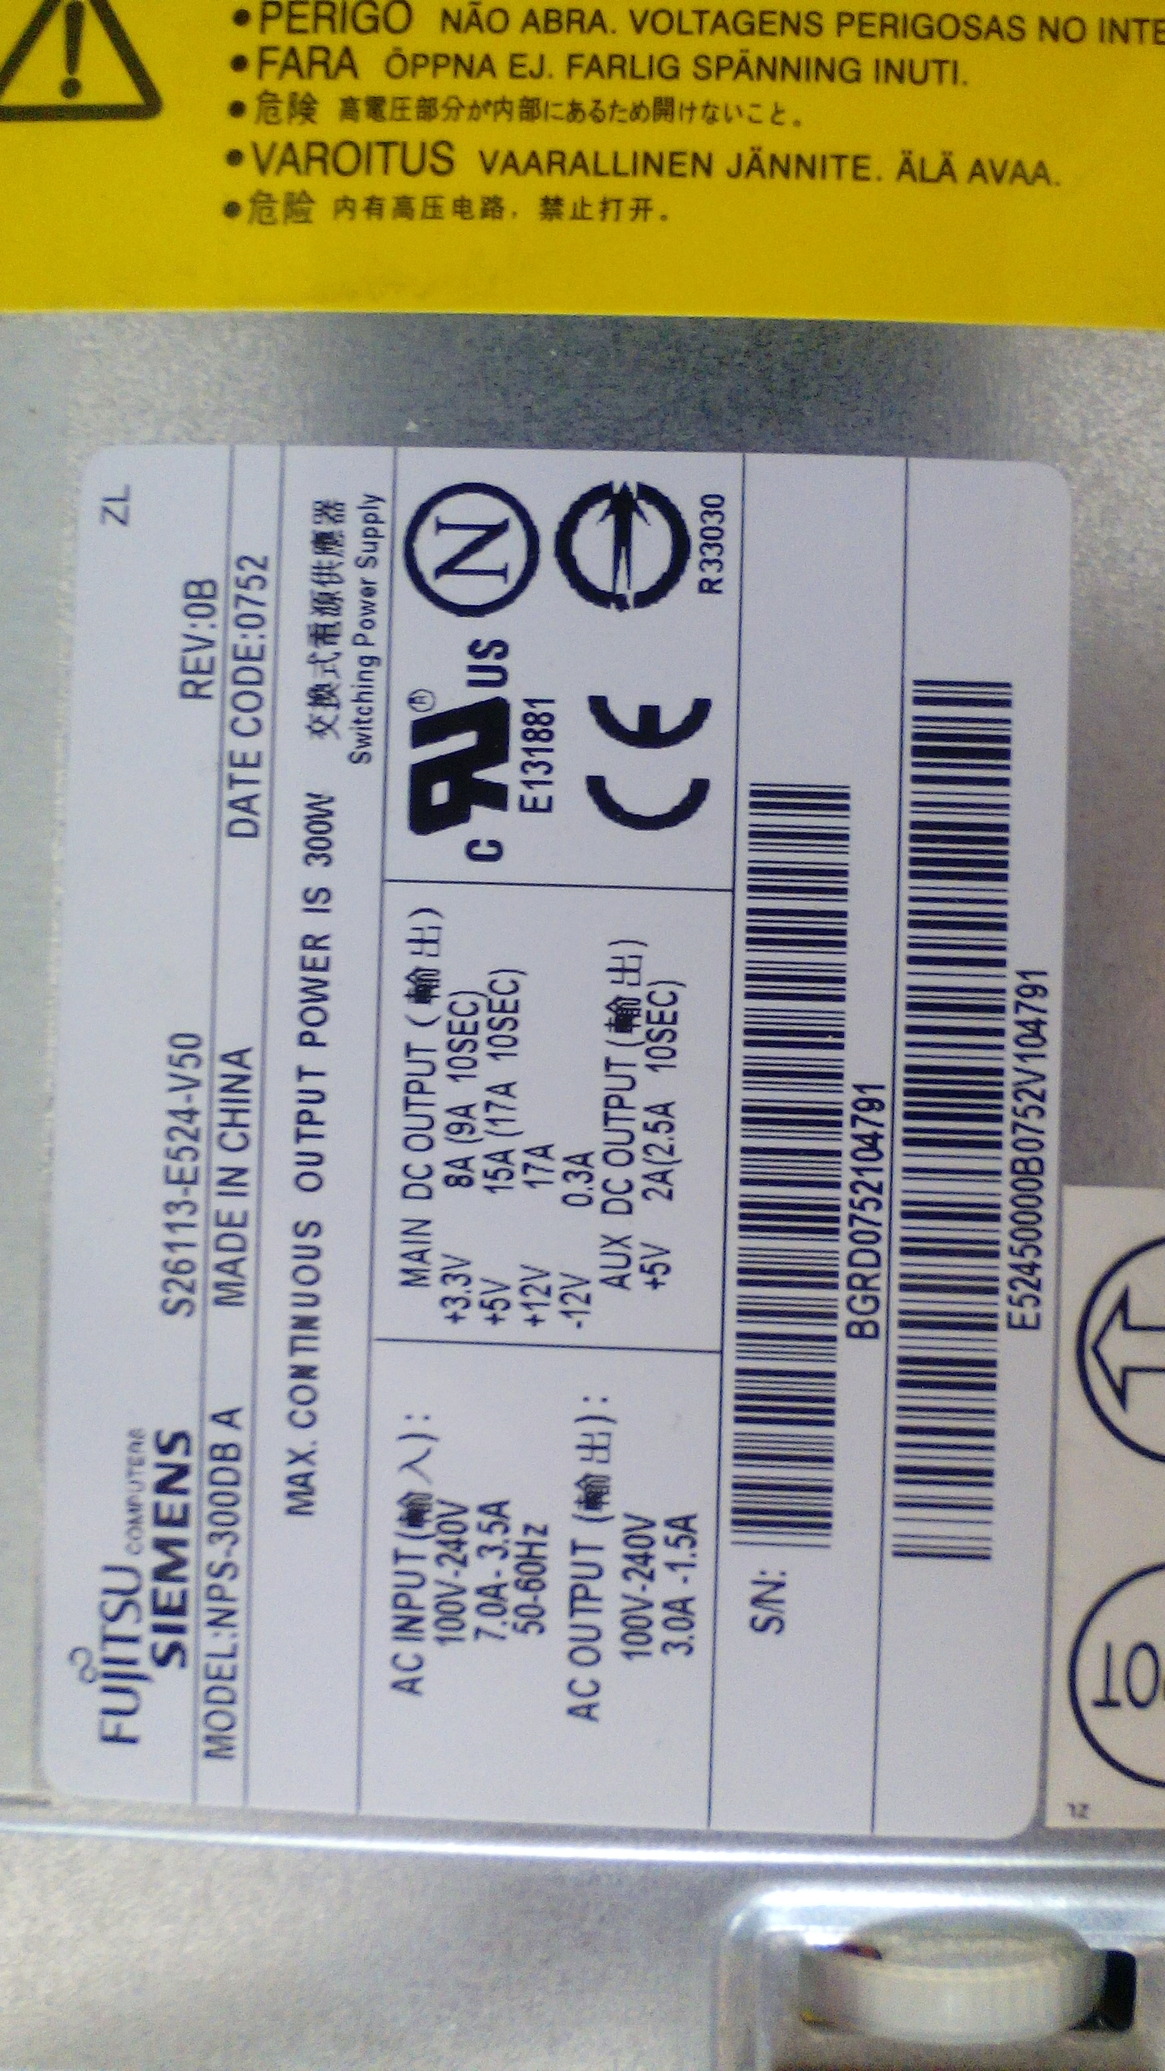 • PERIGO NÃO ABRA. VOLTAGENS PERIGOSAS NO INTE
• FARA ÖPPNA EJ. FARLIG SPÄNNING INUTI.
• 危険 高電圧部分が内部にあるため開けないこと。
• VAROITUS VAARALLINEN JÄNNITE. ÄLÄ AVAA.
• 危险 内有高压电路，禁止打开。
ZL
FUJITSU COMPUTERS
SIEMENS
S26113-E524-V50 REV:0B
MODEL:NPS-300DB A MADE IN CHINA DATE CODE:0752
MAX. CONTINUOUS OUTPUT POWER IS 300W 交換式電源供應器
Switching Power Supply
AC INPUT(輸入):
100V-240V
7.0A- 3.5A
50-60Hz
AC OUTPUT (輸出):
100V-240V
3.0A -1.5A
MAIN DC OUTPUT (輸出)
+3.3V 8A (9A 10SEC)
+5V 15A (17A 10SEC)
+12V 17A
-12V 0.3A
AUX DC OUTPUT(輸出)
+5V 2A(2.5A 10SEC)
c RU ® US
E131881
N
CE
R33030
S/N:
BGRD0752104791
E52450000B0752V104791
ZL